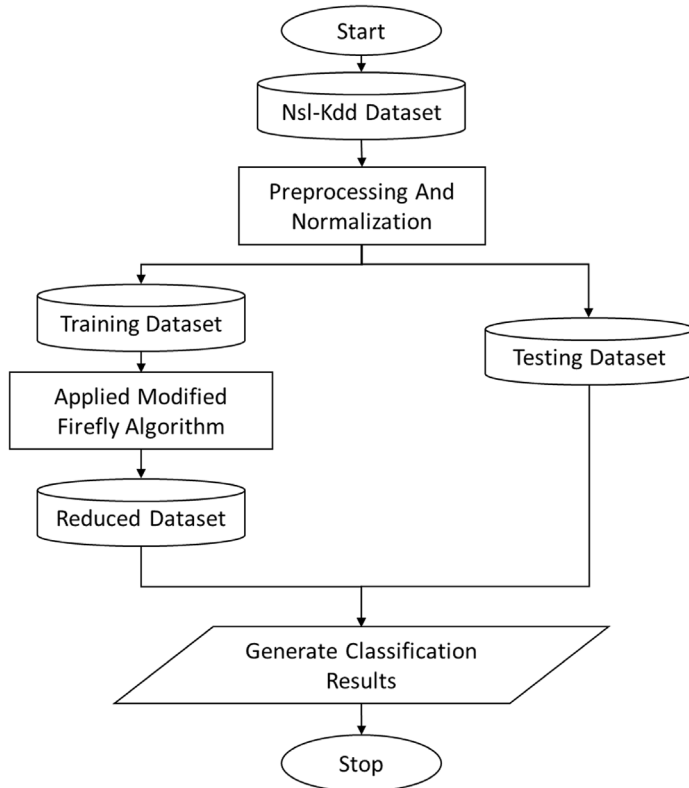 Start
Nsl-Kdd Dataset
Preprocessing And
Normalization
Training Dataset
Testing Dataset
Applied Modified
Firefly Algorithm
Reduced Dataset
Generate Classification
Results
Stop